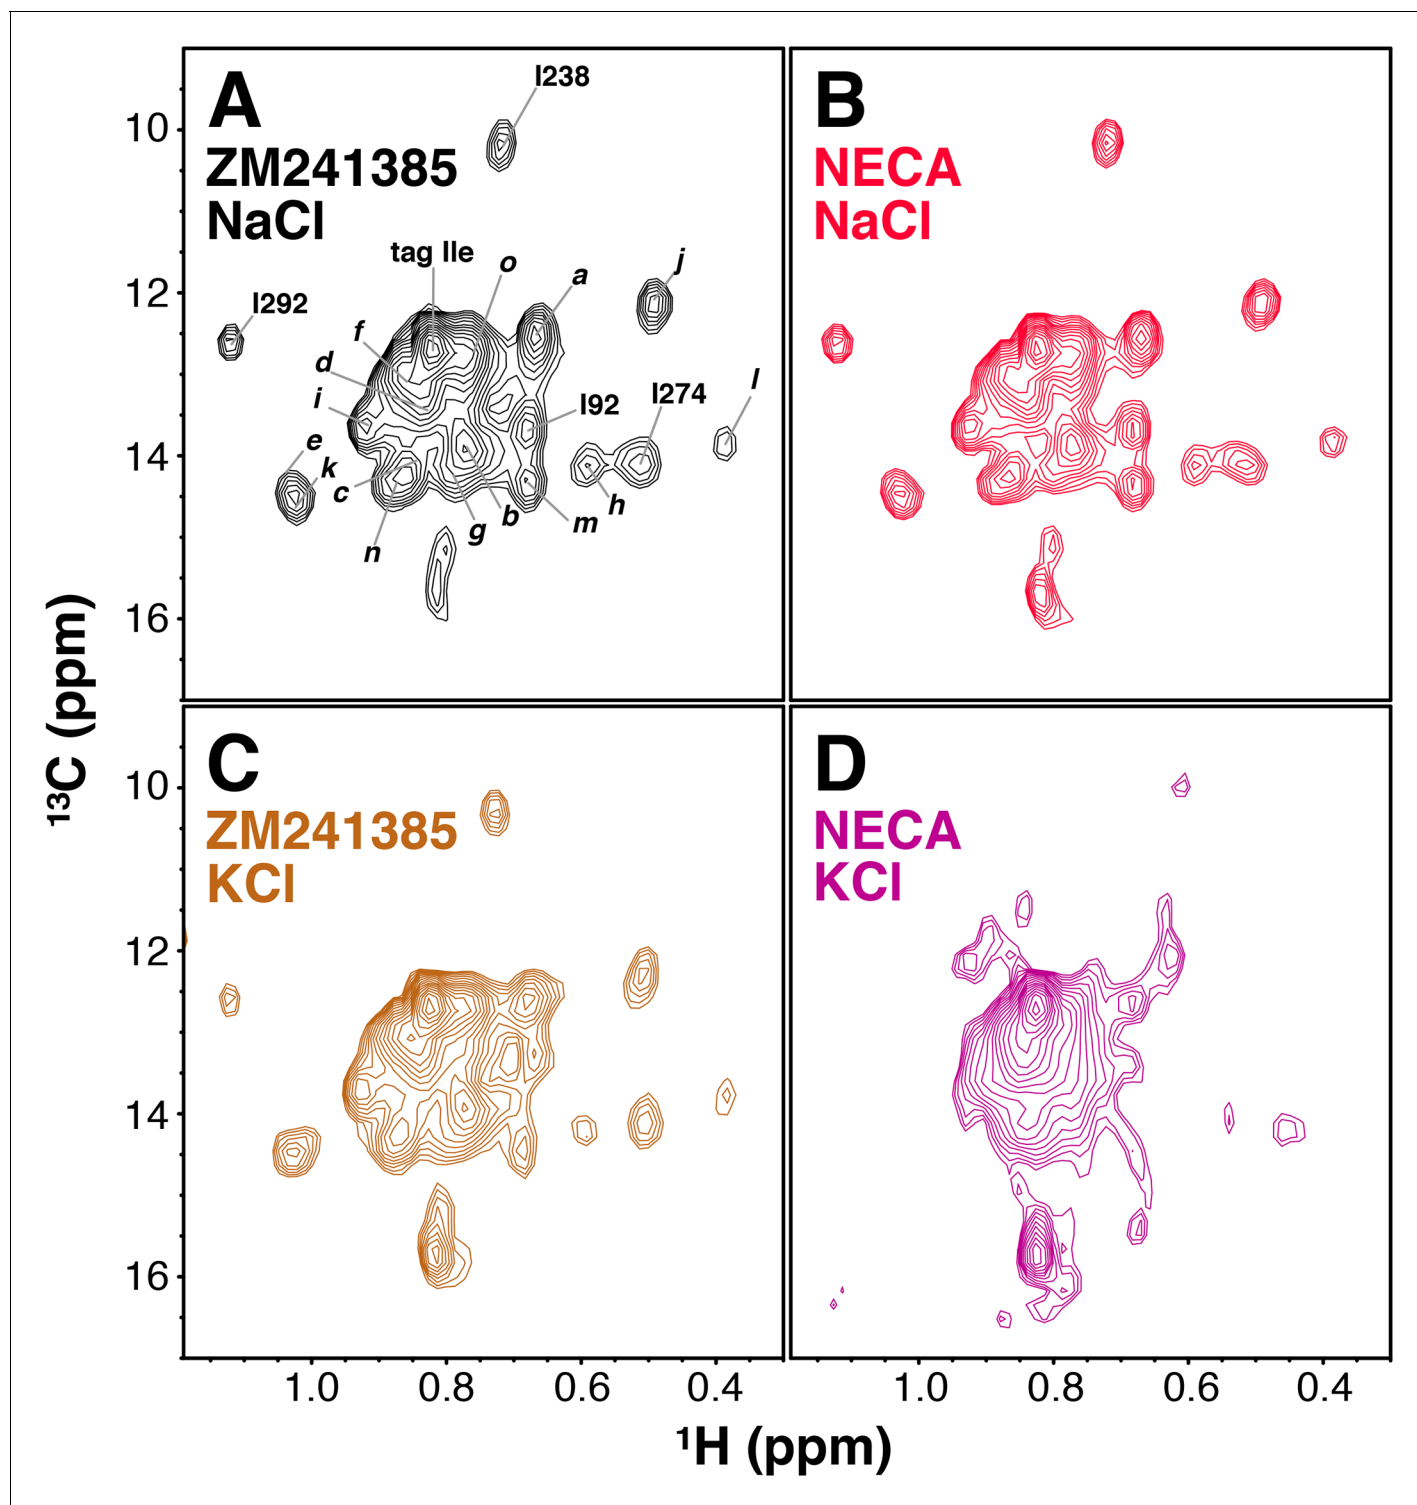 A
ZM241385
NaCl
I238
tag Ile
o
a
j
I292
f
d
i
e
k
c
n
g
b
m
h
I92
I274
l
B
NECA
NaCl
10
12
14
16
C
ZM241385
KCl
D
NECA
KCl
10
12
14
16
1.0
0.8
0.6
0.4
1.0
0.8
0.6
0.4
13C (ppm)
1H (ppm)